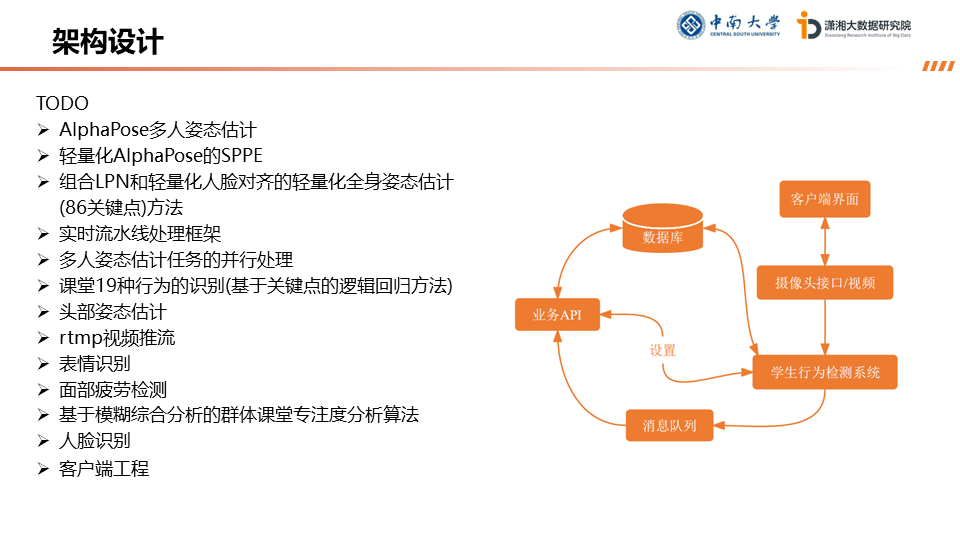 架构设计
中南大学
CENTRAL SOUTH UNIVERSITY
潇湘大数据研究院
Xiaoxiang Research Institute of Big Data
TODO
➢ AlphaPose多人姿态估计
➢ 轻量化AlphaPose的SPPE
➢ 组合LPN和轻量化人脸对齐的轻量化全身姿态估计
(86关键点)方法
➢ 实时流水线处理框架
➢ 多人姿态估计任务的并行处理
➢ 课堂19种行为的识别(基于关键点的逻辑回归方法)
➢ 头部姿态估计
➢ rtmp视频推流
➢ 表情识别
➢ 面部疲劳检测
➢ 基于模糊综合分析的群体课堂专注度分析算法
➢ 人脸识别
➢ 客户端工程
客户端界面
数据库
摄像头接口/视频
业务API
设置
学生行为检测系统
消息队列